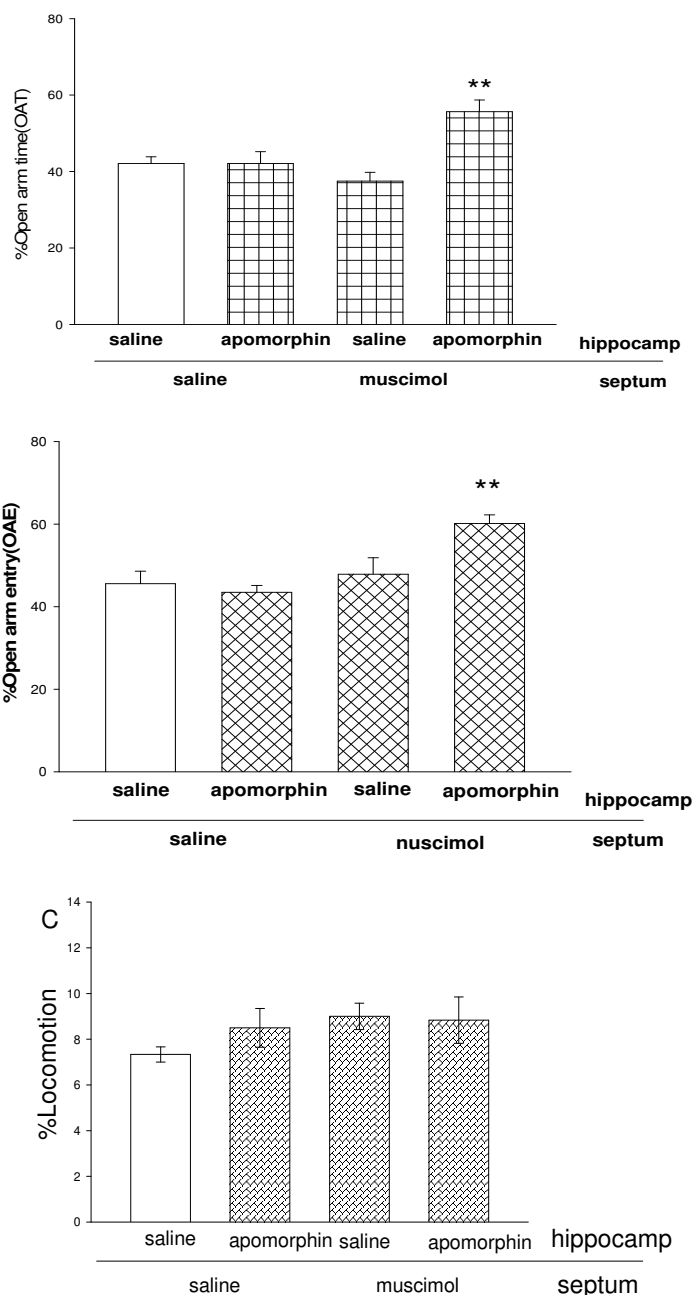 80
60
40
20
0
%Open arm time(OAT)
**
saline apomorphin saline apomorphin hippocamp
saline muscimol septum
80
60
40
20
0
%Open arm entry(OAE)
**
saline apomorphin saline apomorphin hippocamp
saline nuscimol septum
C
14
12
10
8
6
4
2
0
%Locomotion
saline apomorphin saline apomorphin hippocamp
saline muscimol septum